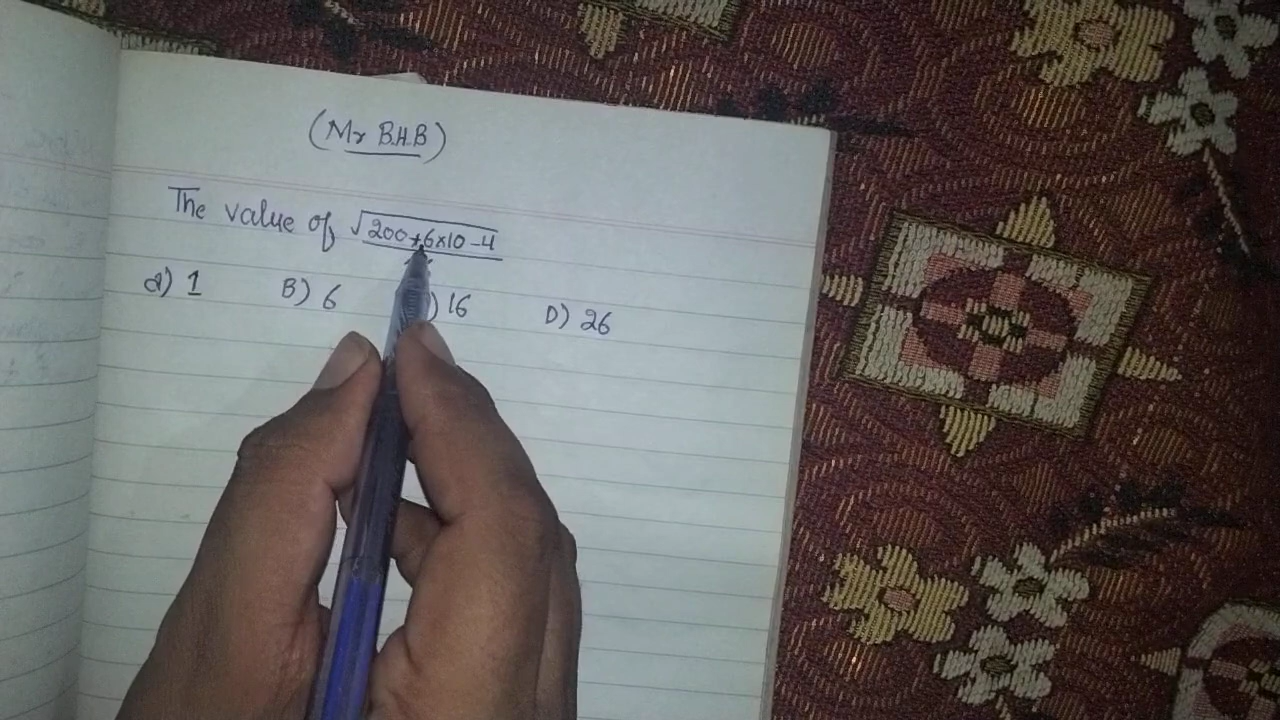 (Mr B.H.B)
The value of √200+6×10-4
a) 1 B) 6 ) 16 D) 26